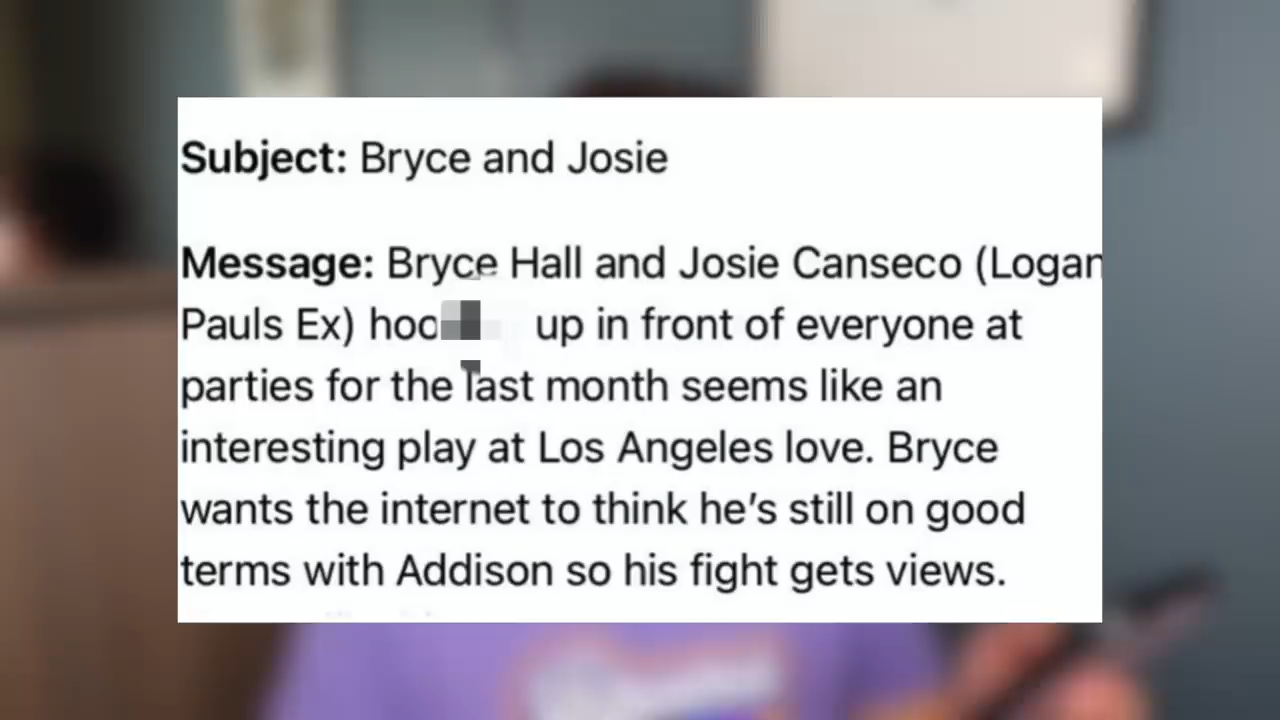 Subject: Bryce and Josie
Message: Bryce Hall and Josie Canseco (Logan
Pauls Ex) up in front of everyone at
parties for the last month seems like an
interesting play at Los Angeles love. Bryce
wants the internet to think he's still on good
terms with Addison so his fight gets views.